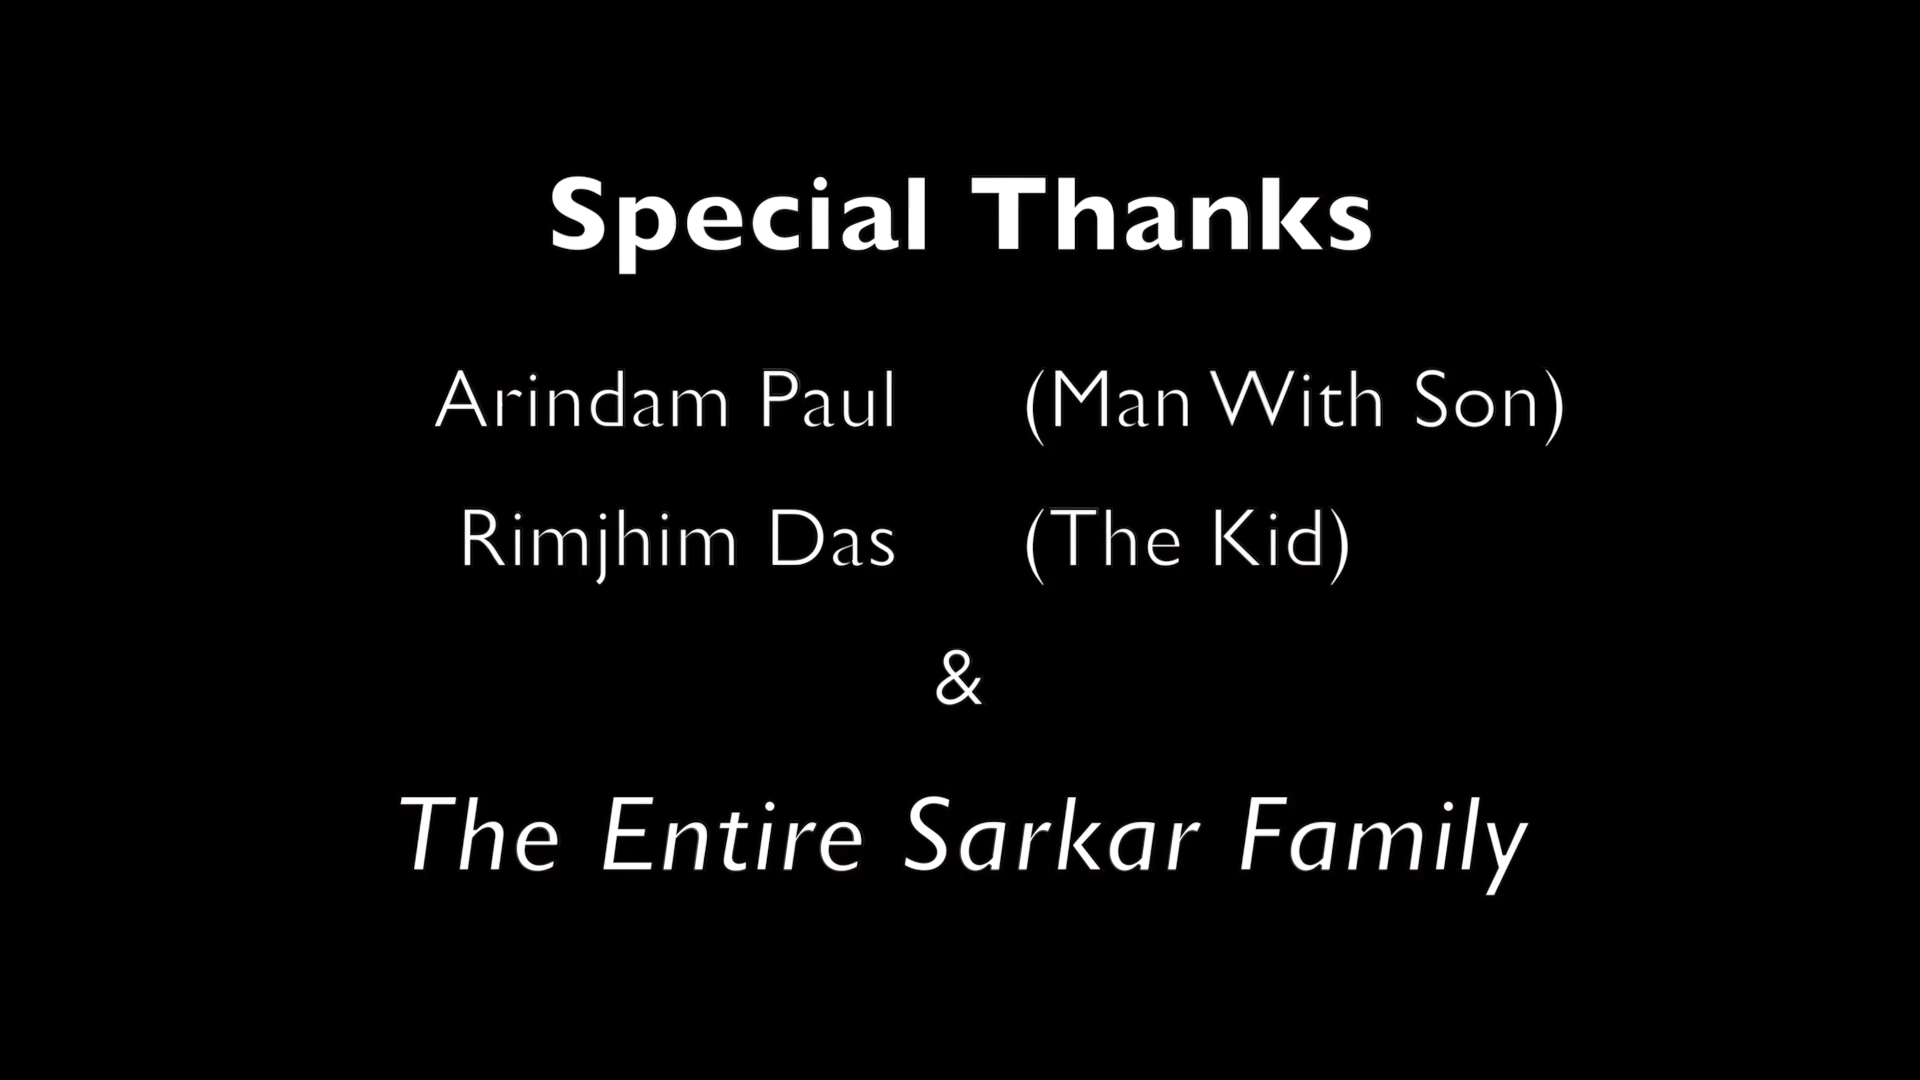 Special Thanks
Arindam Paul (Man With Son)
Rimjhim Das (The Kid)
&
The Entire Sarkar Family